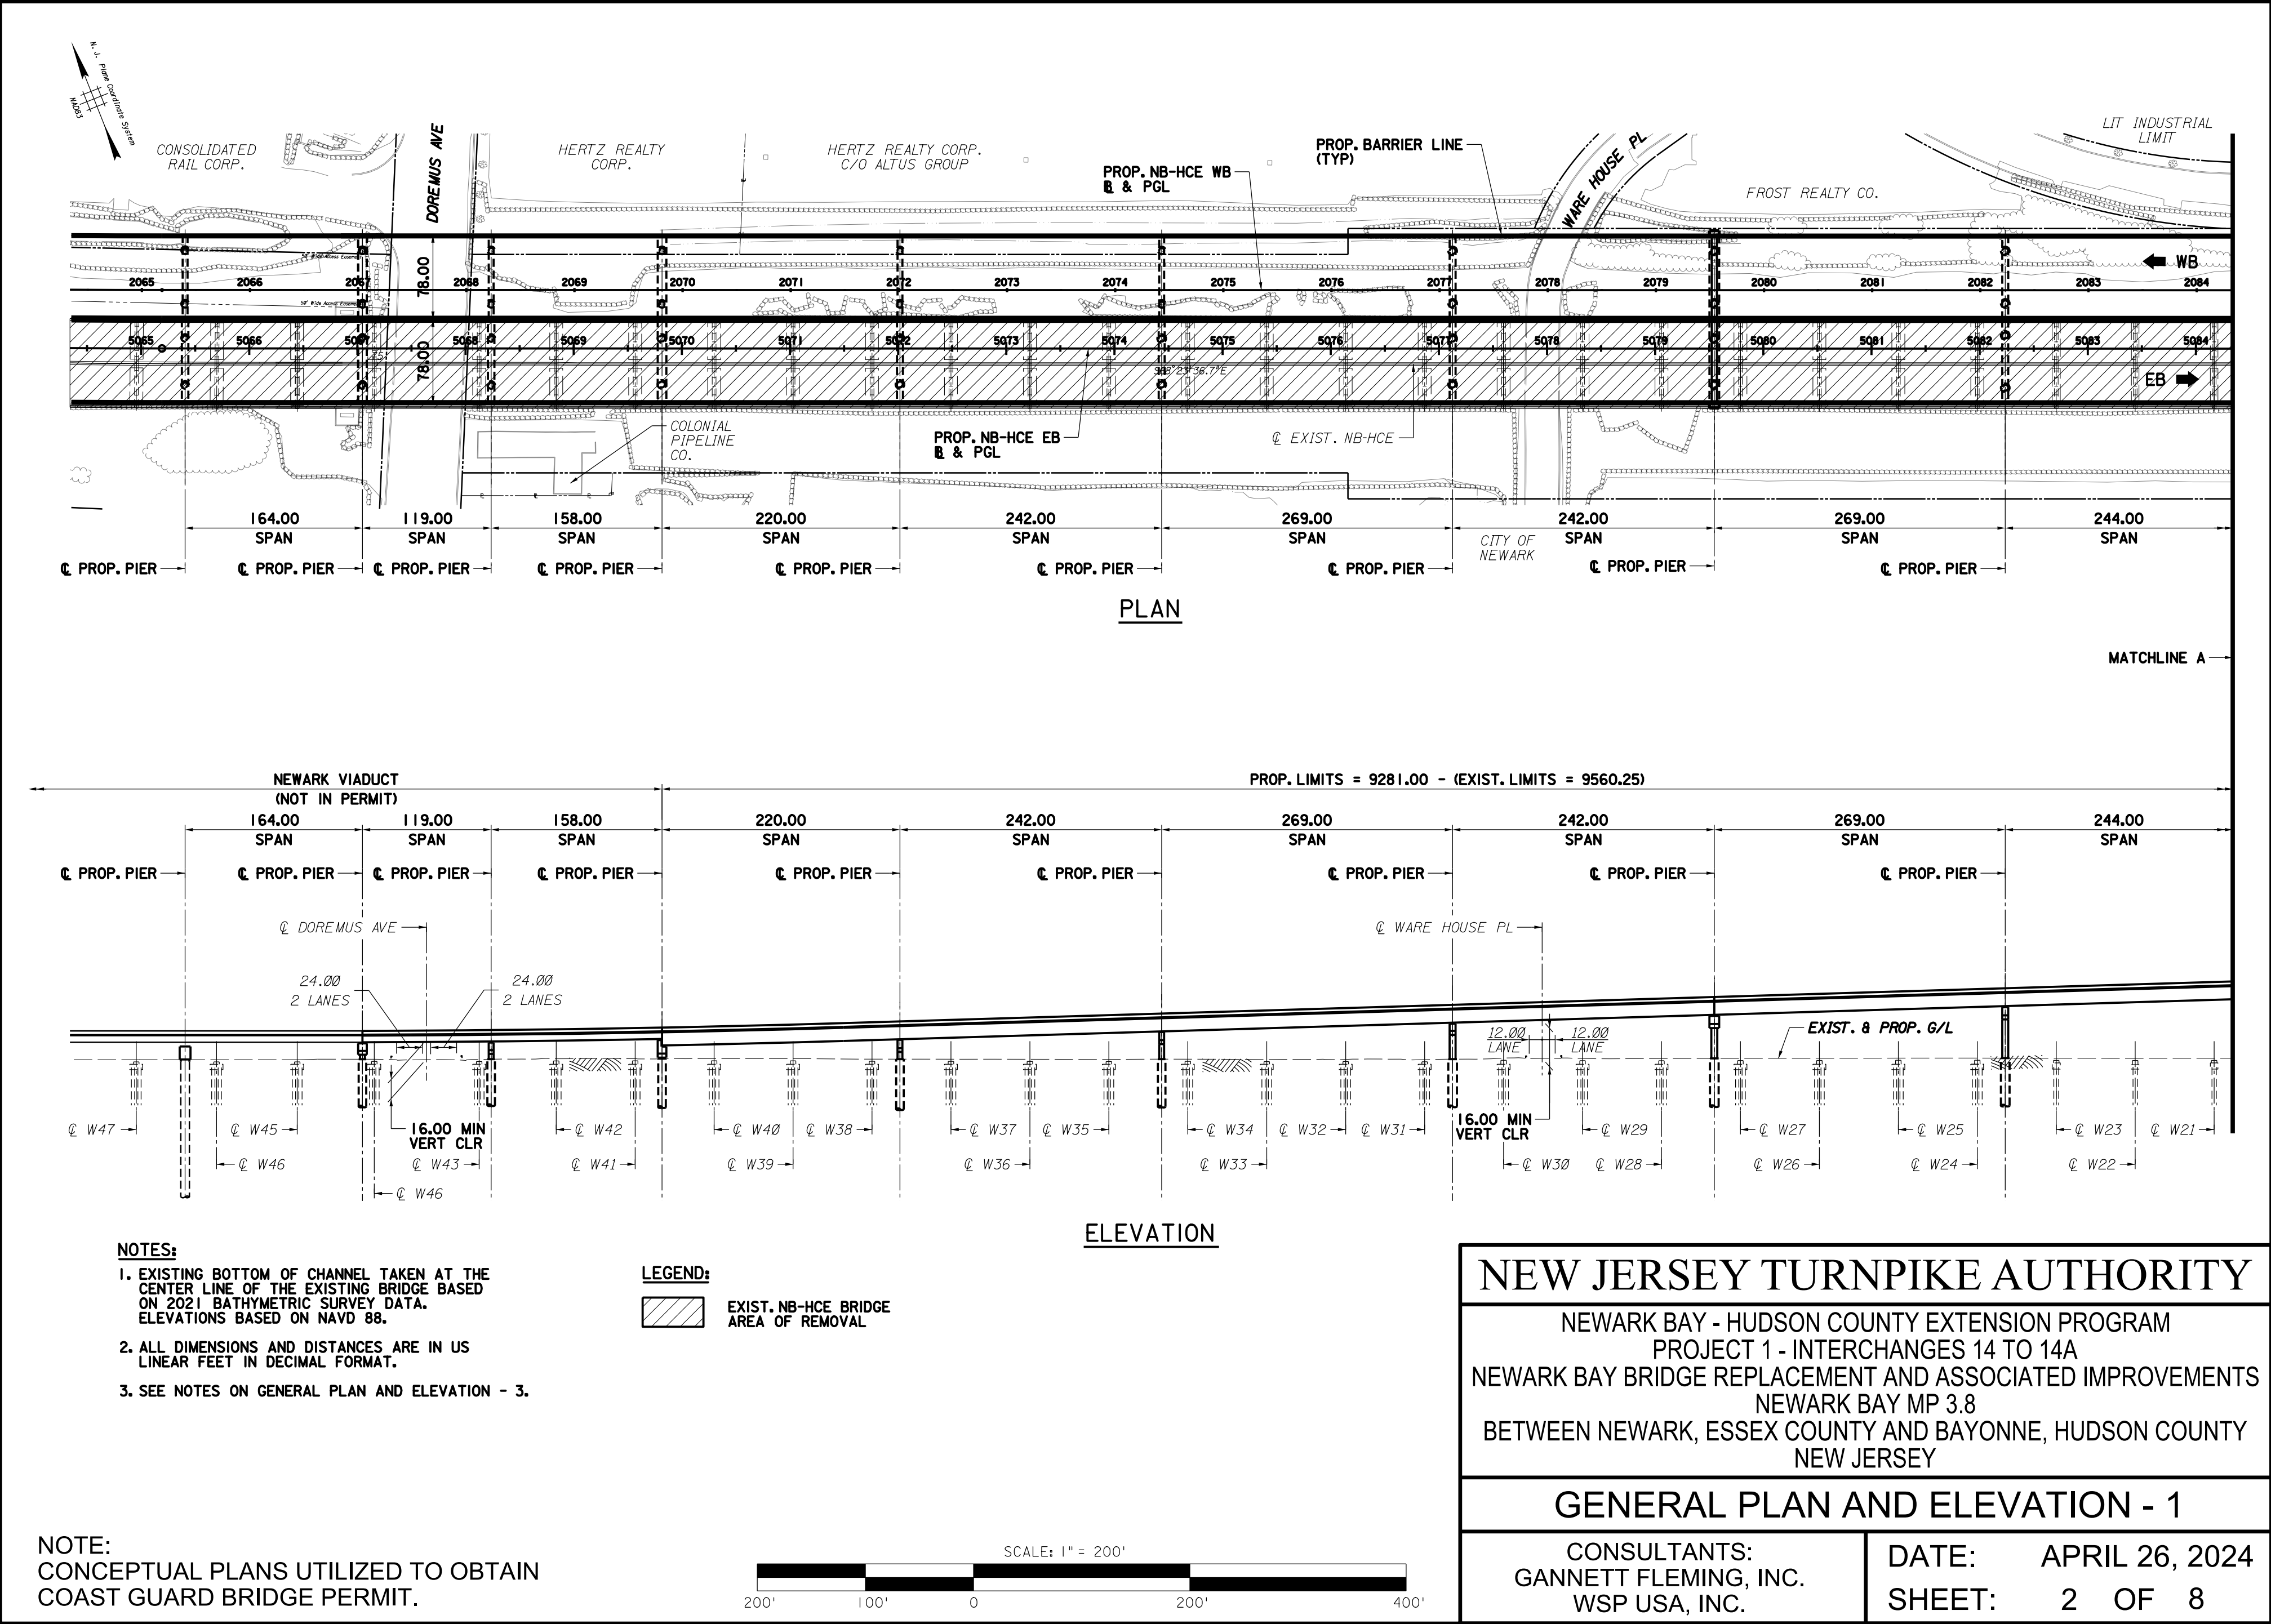 N. J. Plane Coordinate System
NAD83
CONSOLIDATED
RAIL CORP.
DOREMUS AVE
HERTZ REALTY
CORP.
HERTZ REALTY CORP.
C/O ALTUS GROUP
PROP. NB-HCE WB
BL & PGL
PROP. BARRIER LINE
(TYP)
WARE HOUSE PL
FROST REALTY CO.
LIT INDUSTRIAL
LIMIT
WB
78.00
2065 2066 2067 2068 2069 2070 2071 2072 2073 2074 2075 2076 2077 2078 2079 2080 2081 2082 2083 2084
50' Wide Access Easement
78.00
5065 5066 5067 5068 5069 5070 5071 5072 5073 5074 5075 5076 5077 5078 5079 5080 5081 5082 5083 5084
EB
COLONIAL
PIPELINE
CO.
PROP. NB-HCE EB
BL & PGL
℄ EXIST. NB-HCE
164.00 119.00 158.00 220.00 242.00 269.00 242.00 269.00 244.00
SPAN SPAN SPAN SPAN SPAN SPAN SPAN SPAN SPAN
CITY OF
NEWARK
℄ PROP. PIER ℄ PROP. PIER ℄ PROP. PIER ℄ PROP. PIER ℄ PROP. PIER ℄ PROP. PIER ℄ PROP. PIER ℄ PROP. PIER ℄ PROP. PIER
PLAN
MATCHLINE A
NEWARK VIADUCT
(NOT IN PERMIT)
PROP. LIMITS = 9281.00 - (EXIST. LIMITS = 9560.25)
164.00 119.00 158.00 220.00 242.00 269.00 242.00 269.00 244.00
SPAN SPAN SPAN SPAN SPAN SPAN SPAN SPAN SPAN
℄ PROP. PIER ℄ PROP. PIER ℄ PROP. PIER ℄ PROP. PIER ℄ PROP. PIER ℄ PROP. PIER ℄ PROP. PIER ℄ PROP. PIER ℄ PROP. PIER
℄ DOREMUS AVE
℄ WARE HOUSE PL
24.00 24.00
2 LANES 2 LANES
12.00 12.00
LANE LANE
EXIST. & PROP. G/L
16.00 MIN
VERT CLR
16.00 MIN
VERT CLR
℄ W47 ℄ W45 ℄ W42 ℄ W40 ℄ W38 ℄ W37 ℄ W35 ℄ W34 ℄ W32 ℄ W31 ℄ W29 ℄ W27 ℄ W25 ℄ W23 ℄ W21
℄ W46 ℄ W43 ℄ W41 ℄ W39 ℄ W36 ℄ W33 ℄ W30 ℄ W28 ℄ W26 ℄ W24 ℄ W22
℄ W46
ELEVATION
NOTES:
1. EXISTING BOTTOM OF CHANNEL TAKEN AT THE
CENTER LINE OF THE EXISTING BRIDGE BASED
ON 2021 BATHYMETRIC SURVEY DATA.
ELEVATIONS BASED ON NAVD 88.
2. ALL DIMENSIONS AND DISTANCES ARE IN US
LINEAR FEET IN DECIMAL FORMAT.
3. SEE NOTES ON GENERAL PLAN AND ELEVATION - 3.
LEGEND:
EXIST. NB-HCE BRIDGE
AREA OF REMOVAL
NOTE:
CONCEPTUAL PLANS UTILIZED TO OBTAIN
COAST GUARD BRIDGE PERMIT.
SCALE: 1" = 200'
200' 100' 0 200' 400'
NEW JERSEY TURNPIKE AUTHORITY
NEWARK BAY - HUDSON COUNTY EXTENSION PROGRAM
PROJECT 1 - INTERCHANGES 14 TO 14A
NEWARK BAY BRIDGE REPLACEMENT AND ASSOCIATED IMPROVEMENTS
NEWARK BAY MP 3.8
BETWEEN NEWARK, ESSEX COUNTY AND BAYONNE, HUDSON COUNTY
NEW JERSEY
GENERAL PLAN AND ELEVATION - 1
CONSULTANTS:
GANNETT FLEMING, INC.
WSP USA, INC.
DATE: APRIL 26, 2024
SHEET: 2 OF 8